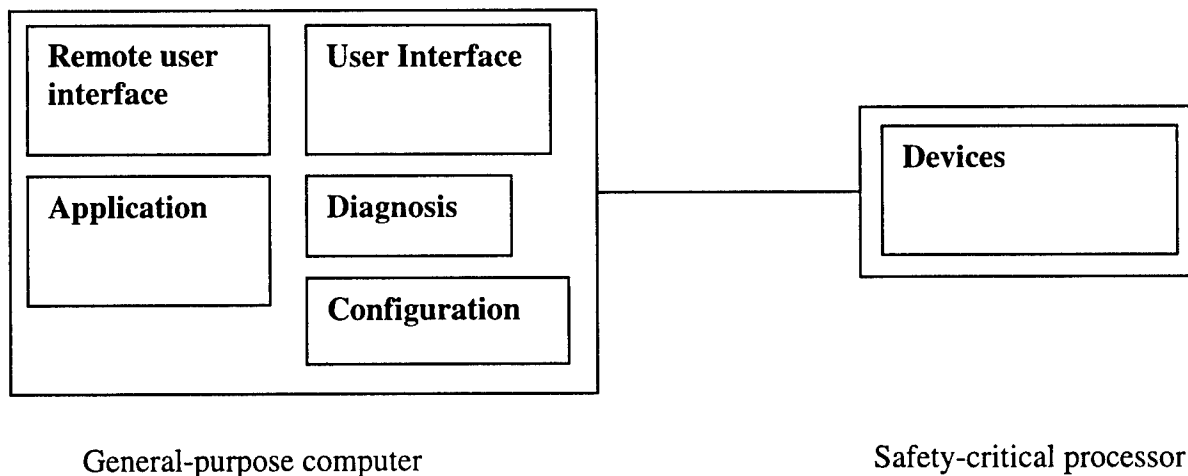 Remote user
interface
User Interface
Application
Diagnosis
Configuration
Devices
General-purpose computer
Safety-critical processor